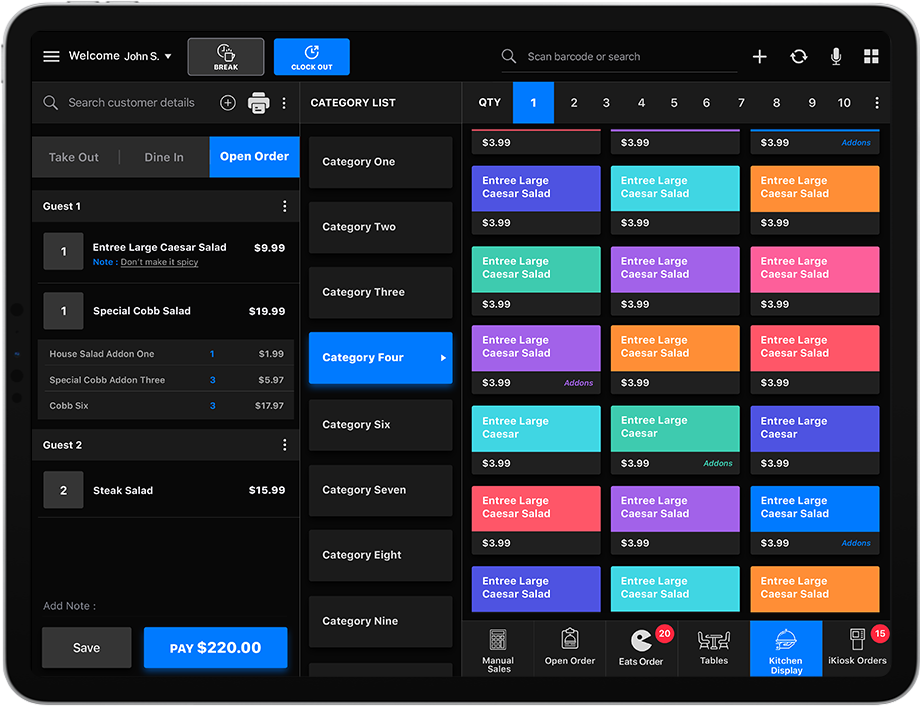 Welcome John S.
BREAK
CLOCK OUT
Scan barcode or search
Search customer details
CATEGORY LIST
QTY 1 2 3 4 5 6 7 8 9 10
Take Out
Dine In
Open Order
Guest 1
1 Entree Large Caesar Salad $9.99
Note : Don't make it spicy
1 Special Cobb Salad $19.99
House Salad Addon One 1 $1.99
Special Cobb Addon Three 3 $5.97
Cobb Six 3 $17.97
Guest 2
2 Steak Salad $15.99
Add Note :
Save
PAY $220.00
Category One
Category Two
Category Three
Category Four
Category Six
Category Seven
Category Eight
Category Nine
$3.99 $3.99 $3.99 Addons
Entree Large Entree Large Entree Large
Caesar Salad Caesar Salad Caesar Salad
$3.99 $3.99 $3.99
Entree Large Entree Large Entree Large
Caesar Salad Caesar Salad Caesar Salad
$3.99 $3.99 $3.99
Entree Large Entree Large Entree Large
Caesar Salad Caesar Salad Caesar Salad
$3.99 Addons $3.99 $3.99
Entree Large Entree Large Entree Large
Caesar Caesar Caesar
$3.99 $3.99 Addons $3.99
Entree Large Entree Large Entree Large
Caesar Salad Caesar Salad Caesar Salad
$3.99 $3.99 $3.99 Addons
Entree Large Entree Large Entree Large
Caesar Salad Caesar Salad Caesar Salad
Manual
Sales
Open Order
20
Eats Order
Tables
Kitchen
Display
15
iKiosk Orders